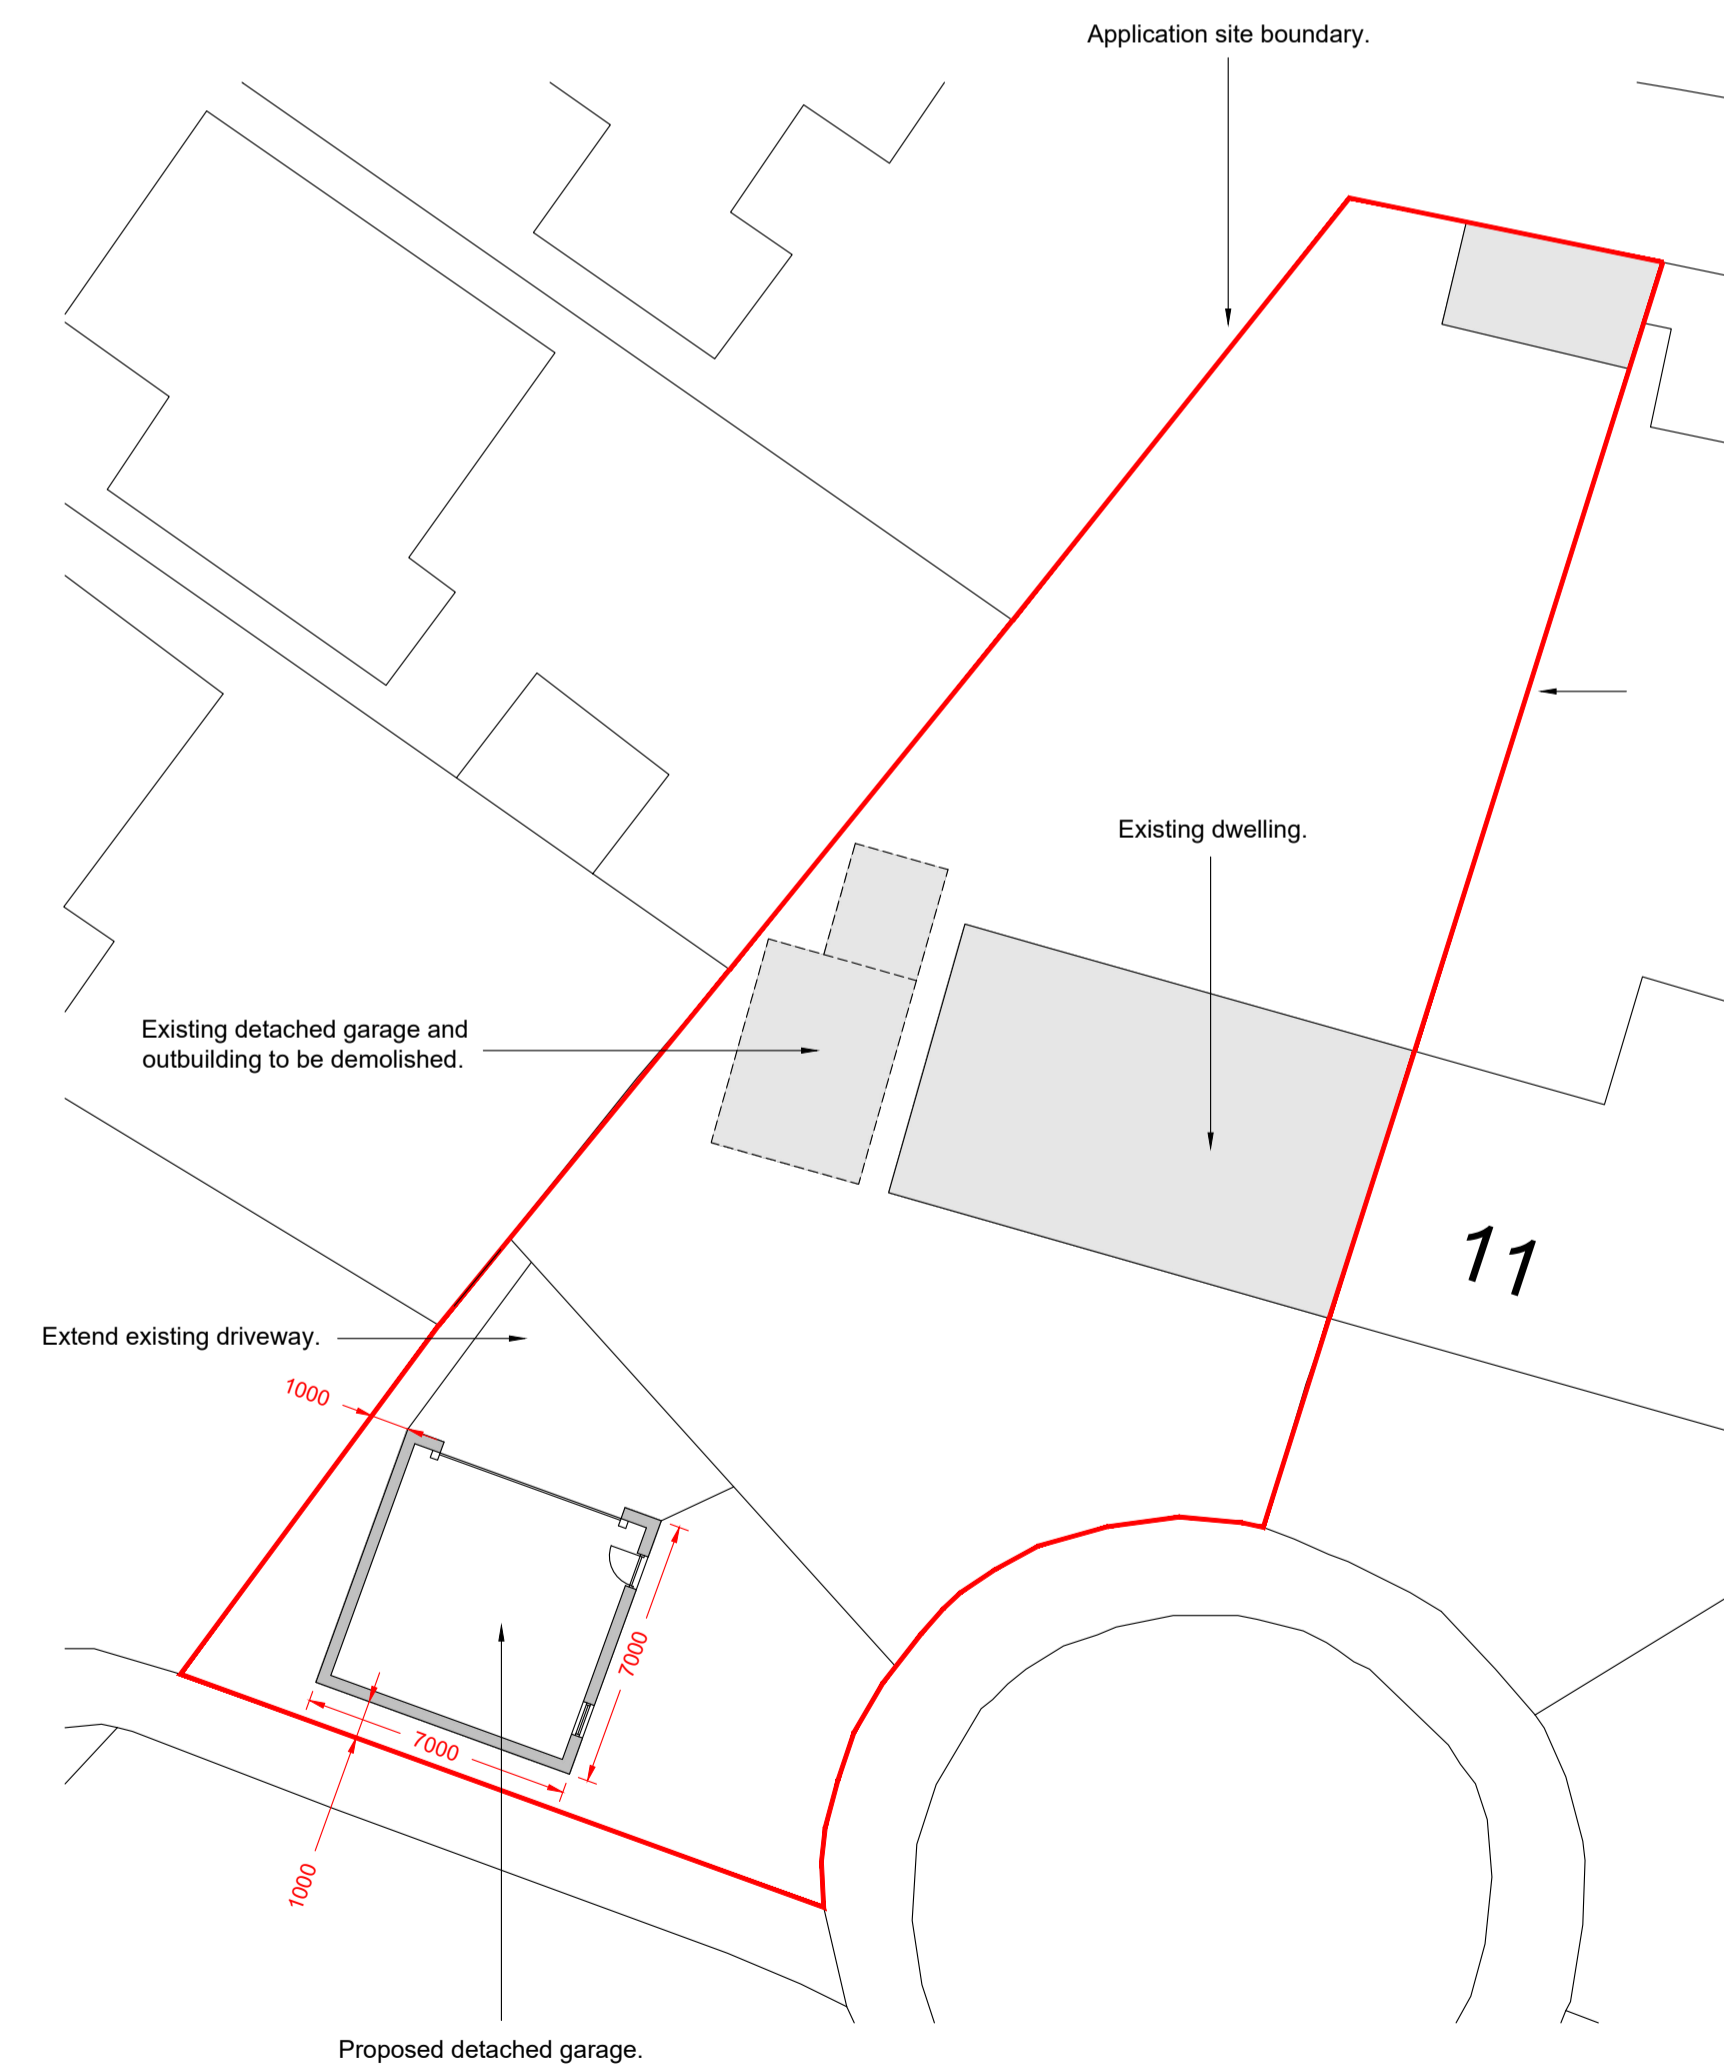 Application site boundary.
Existing dwelling.
Existing detached garage and
outbuilding to be demolished.
11
Extend existing driveway.
1000
7000
7000
1000
Proposed detached garage.